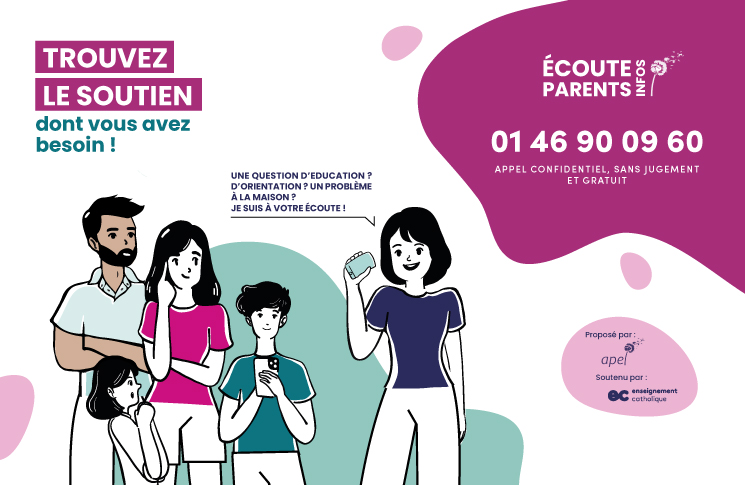 TROUVEZ
LE SOUTIEN
dont vous avez
besoin !
UNE QUESTION D'EDUCATION ?
D'ORIENTATION ? UN PROBLÈME
À LA MAISON ?
JE SUIS À VOTRE ÉCOUTE !
ÉCOUTE
PARENTS
INFOS
01 46 90 09 60
APPEL CONFIDENTIEL, SANS JUGEMENT
ET GRATUIT
Proposé par :
apel
Soutenu par :
ec enseignement
catholique